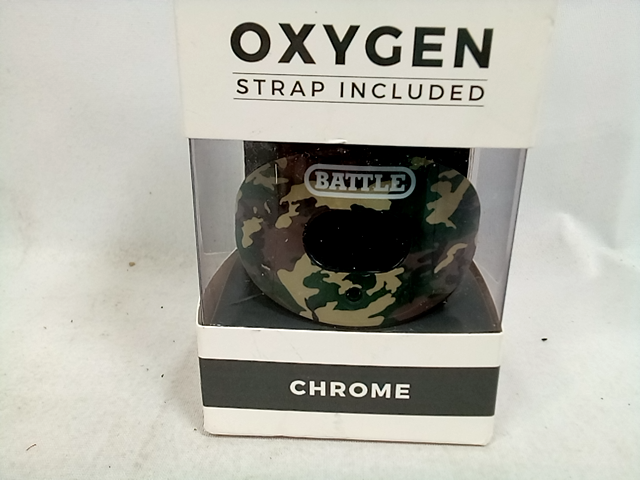 OXYGEN
STRAP INCLUDED
BATTLE
CHROME